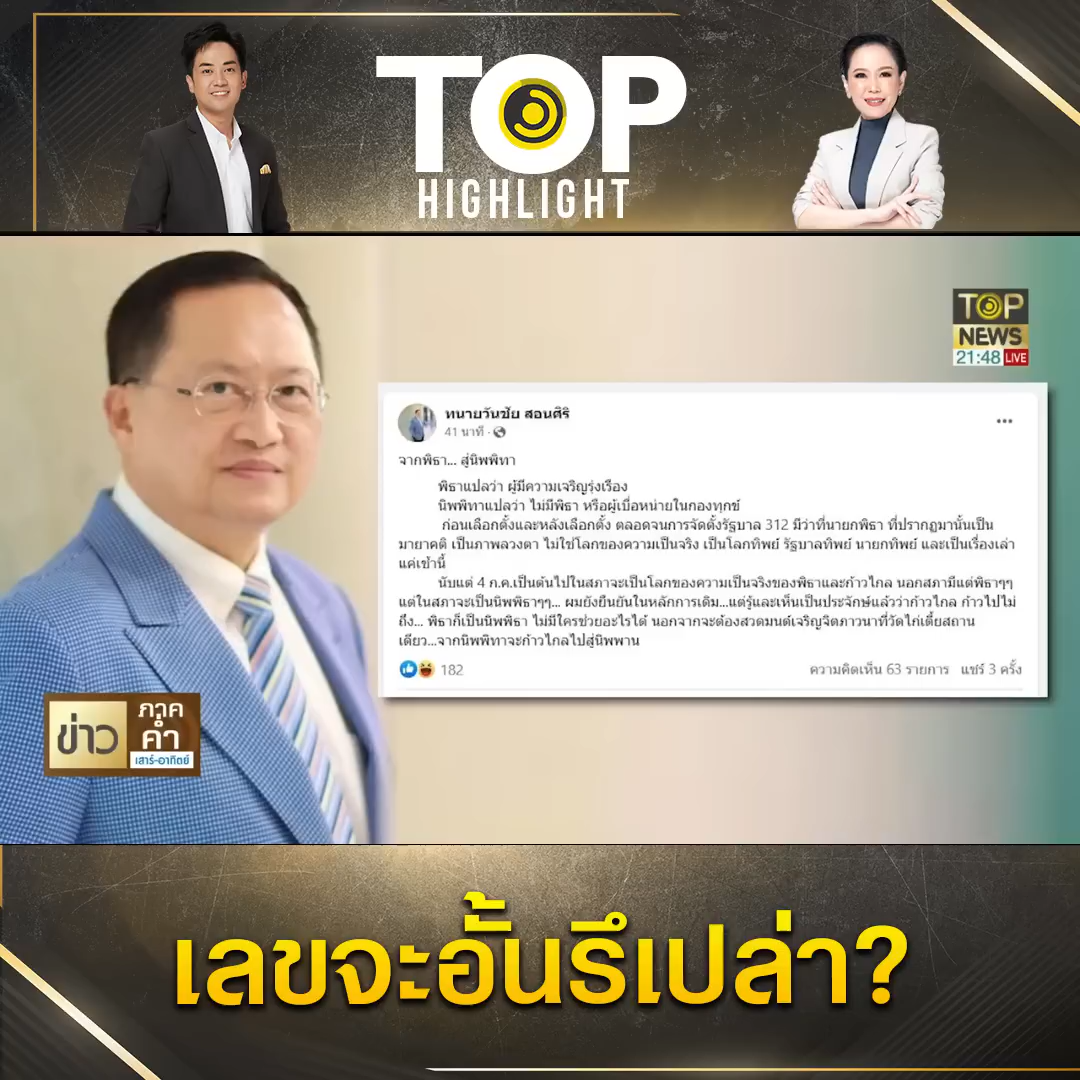 TOP
HIGHLIGHT
TOP
NEWS
21:48 LIVE
ทนายวันชัย สอนศิริ
41 นาที ·
จากพิธา... สู่นิพพิทา
พิธาแปลว่า ผู้มีความเจริญรุ่งเรือง
นิพพิทาแปลว่า ไม่มีพิธา หรือผู้เบื่อหน่ายในกองทุกข์
ก่อนเลือกตั้งและหลังเลือกตั้ง ตลอดจนการจัดตั้งรัฐบาล 312 มีว่าที่นายกพิธา ที่ปรากฏมานั้นเป็น
มายาคติ เป็นภาพลวงตา ไม่ใช่โลกของความเป็นจริง เป็นโลกทิพย์ รัฐบาลทิพย์ นายกทิพย์ และเป็นเรื่องเล่า
แค่เช้านี้
นับแต่ 4 ก.ค.เป็นต้นไปในสภาจะเป็นโลกของความเป็นจริงของพิธาและก้าวไกล นอกสภามีแต่พิธาๆๆ
แต่ในสภาจะเป็นนิพพิธาๆๆ... ผมยังยืนยันในหลักการเดิม...แต่รู้และเห็นเป็นประจักษ์แล้วว่าก้าวไกล ก้าวไปไม่
ถึง... พิธาก็เป็นนิพพิธา ไม่มีใครช่วยอะไรได้ นอกจากจะต้องสวดมนต์เจริญจิตภาวนาที่วัดไก่เตี้ยสถาน
เดียว...จากนิพพิทาจะก้าวไกลไปสู่นิพพาน
182
ความคิดเห็น 63 รายการ แชร์ 3 ครั้ง
ข่าว
ภาค
ค่ำ
เสาร์-อาทิตย์
เลขจะอั้นรึเปล่า?